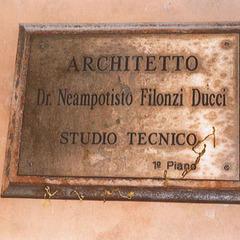 ARCHITETTO
Dr. Neampotisto Filonzi Ducci
STUDIO TECNICO
1º Piano